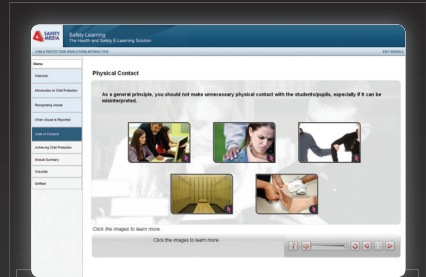 SAFETY
MEDIA
Safety Learning
The Health and Safety E-Learning Solution
CHILD PROTECTION (EDUCATION) INTERACTIVE
EXIT MODULE
Menu
Welcome
Introduction to Child Protection
Recognising Abuse
When Abuse is Reported
Code of Conduct
Achieving Child Protection
Module Summary
Checklist
Selftest
Physical Contact
As a general principle, you should not make unnecessary physical contact with the students/pupils, especially if it can be
misinterpreted.
Click the images to learn more.
Click the images to learn more.